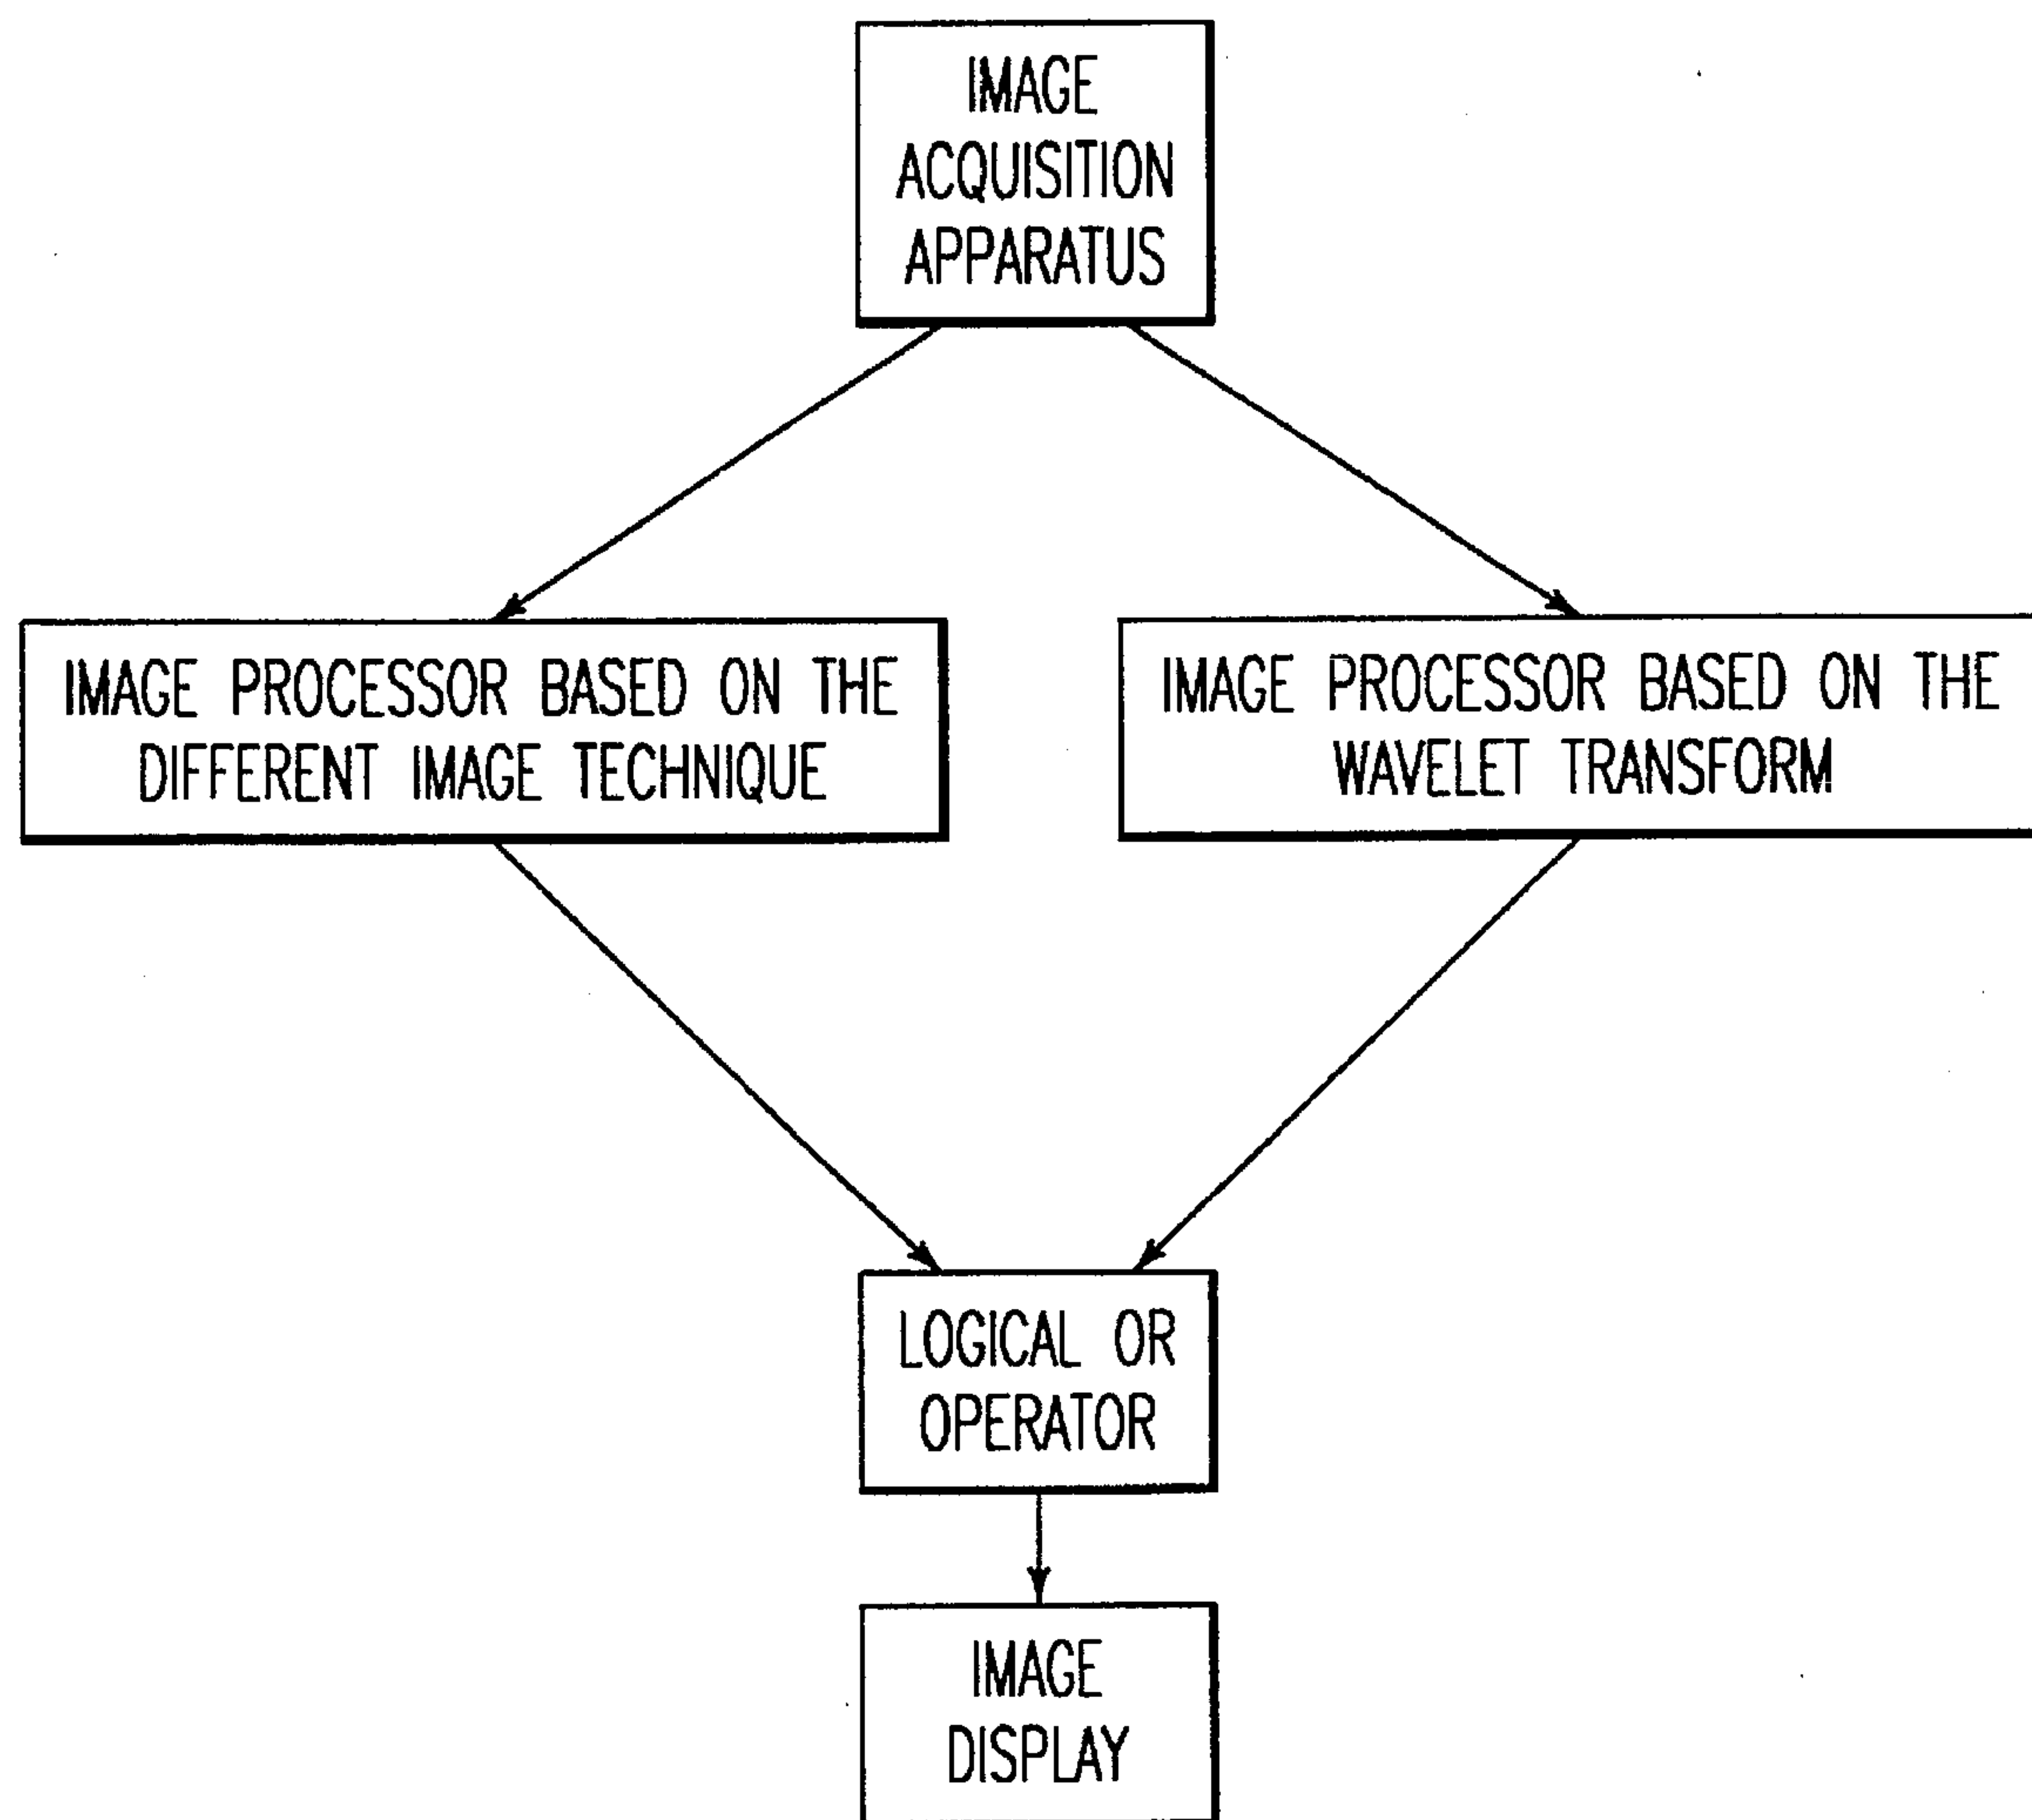 IMAGE
ACQUISITION
APPARATUS
IMAGE PROCESSOR BASED ON THE
DIFFERENT IMAGE TECHNIQUE
IMAGE PROCESSOR BASED ON THE
WAVELET TRANSFORM
LOGICAL OR
OPERATOR
IMAGE
DISPLAY